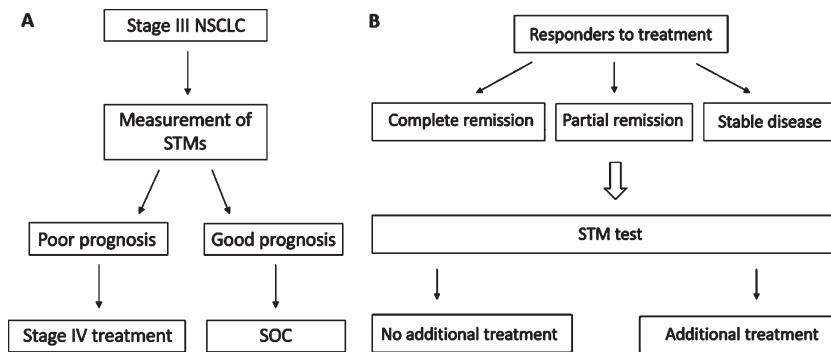 A
Stage III NSCLC
Measurement of
STMs
Poor prognosis
Good prognosis
Stage IV treatment
SOC
B
Responders to treatment
Complete remission
Partial remission
Stable disease
STM test
No additional treatment
Additional treatment